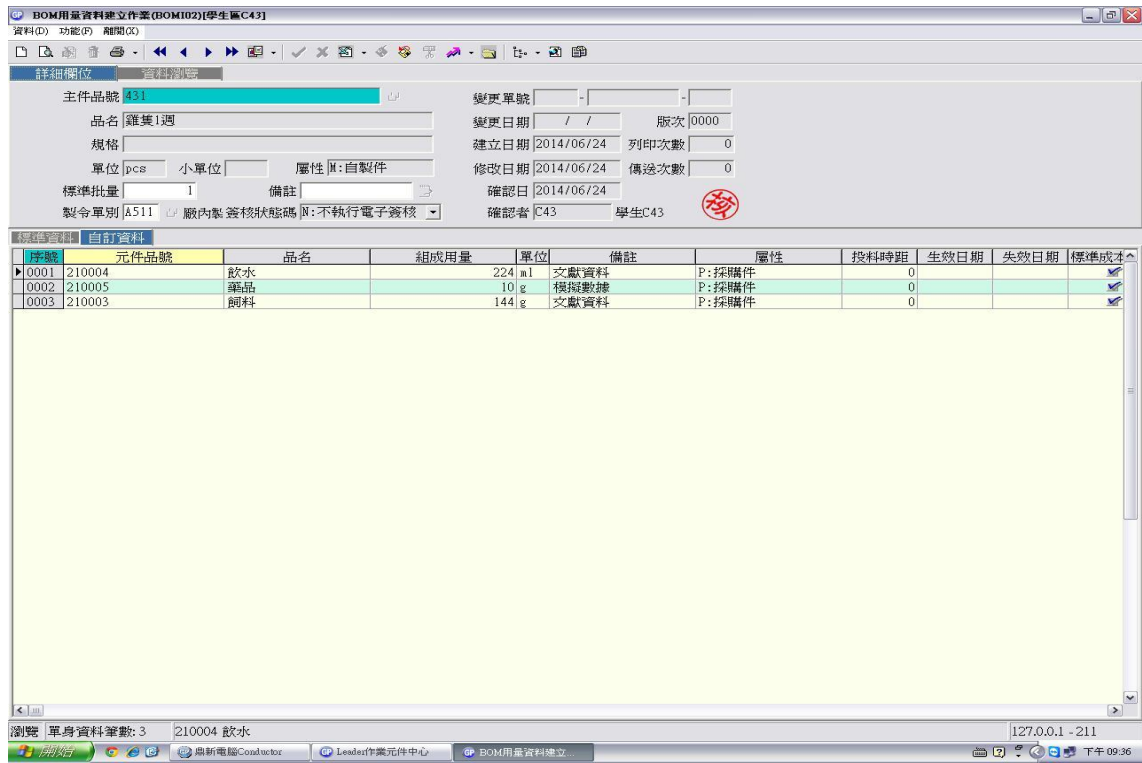 BOM用量資料建立作業(BOMI02)[學生區C43]
資料(D) 功能(F) 離開(X)
詳細欄位 資料瀏覽
主件品號 431 變更單號 - -
品名 雞隻1週 變更日期 / / 版次 0000
規格 建立日期 2014/06/24 列印次數 0
單位 pcs 小單位 屬性 M:自製件 修改日期 2014/06/24 傳送次數 0
標準批量 1 備註 確認日 2014/06/24
製令單別 A511 廠內製 簽核狀態碼 N:不執行電子簽核 確認者 C43 學生C43
核
標準資料 自訂資料
序號 元件品號 品名 組成用量 單位 備註 屬性 投料時距 生效日期 失效日期 標準成本
0001 210004 飲水 224 ml 文獻資料 P:採購件 0
0002 210005 藥品 10 g 模擬數據 P:採購件 0
0003 210003 飼料 144 g 文獻資料 P:採購件 0
瀏覽 單身資料筆數: 3 210004 飲水 127.0.0.1 - 211
開始 鼎新電腦Conductor Leader作業元件中心 BOM用量資料建立... 下午 09:36